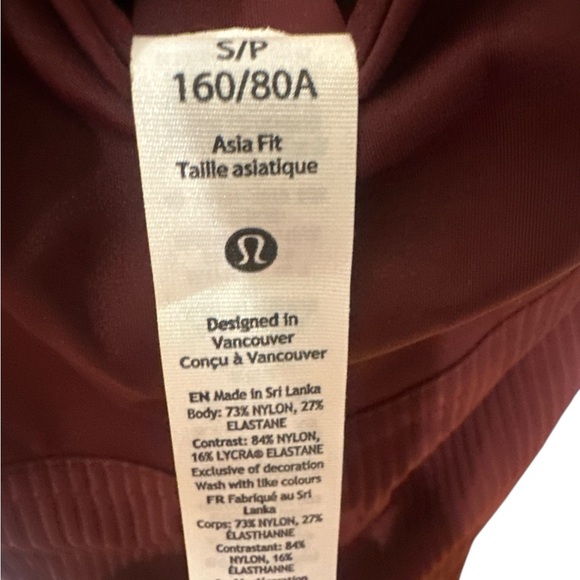 S/P
160/80A
Asia Fit
Taille asiatique
Designed in
Vancouver
Conçu à Vancouver
EN Made in Sri Lanka
Body: 73% NYLON, 27%
ELASTANE
Contrast: 84% NYLON,
16% LYCRA® ELASTANE
Exclusive of decoration
Wash with like colours
FR Fabriqué au Sri
Lanka
Corps: 73% NYLON, 27%
ÉLASTHANNE
Contrastant: 84%
NYLON, 16%
ÉLASTHANNE